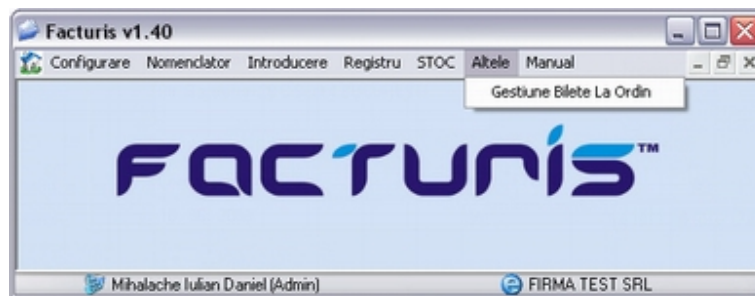 Facturis v1.40
Configurare Nomenclator Introducere Registru STOC Altele Manual
Gestiune Bilete La Ordin
FACTURIS™
Mihalache Iulian Daniel (Admin) FIRMA TEST SRL